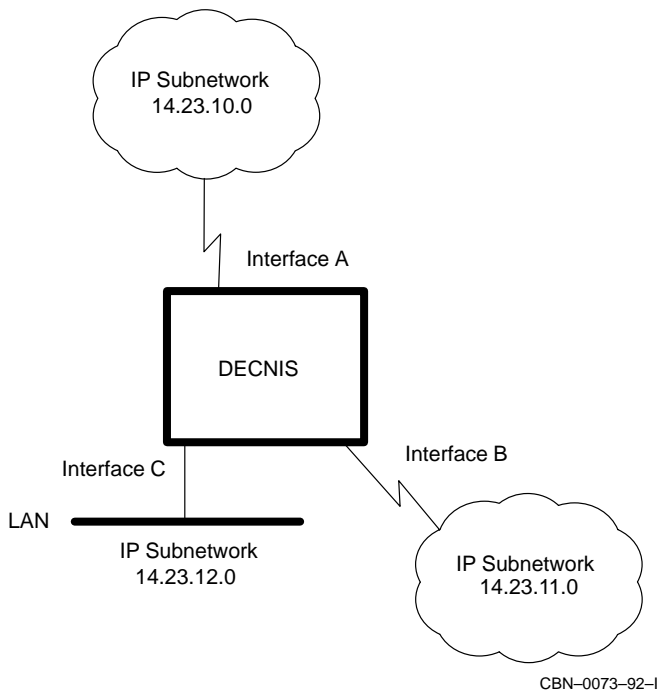 IP Subnetwork
14.23.10.0
Interface A
DECNIS
Interface C
Interface B
LAN
IP Subnetwork
14.23.12.0
IP Subnetwork
14.23.11.0
CBN–0073–92–I